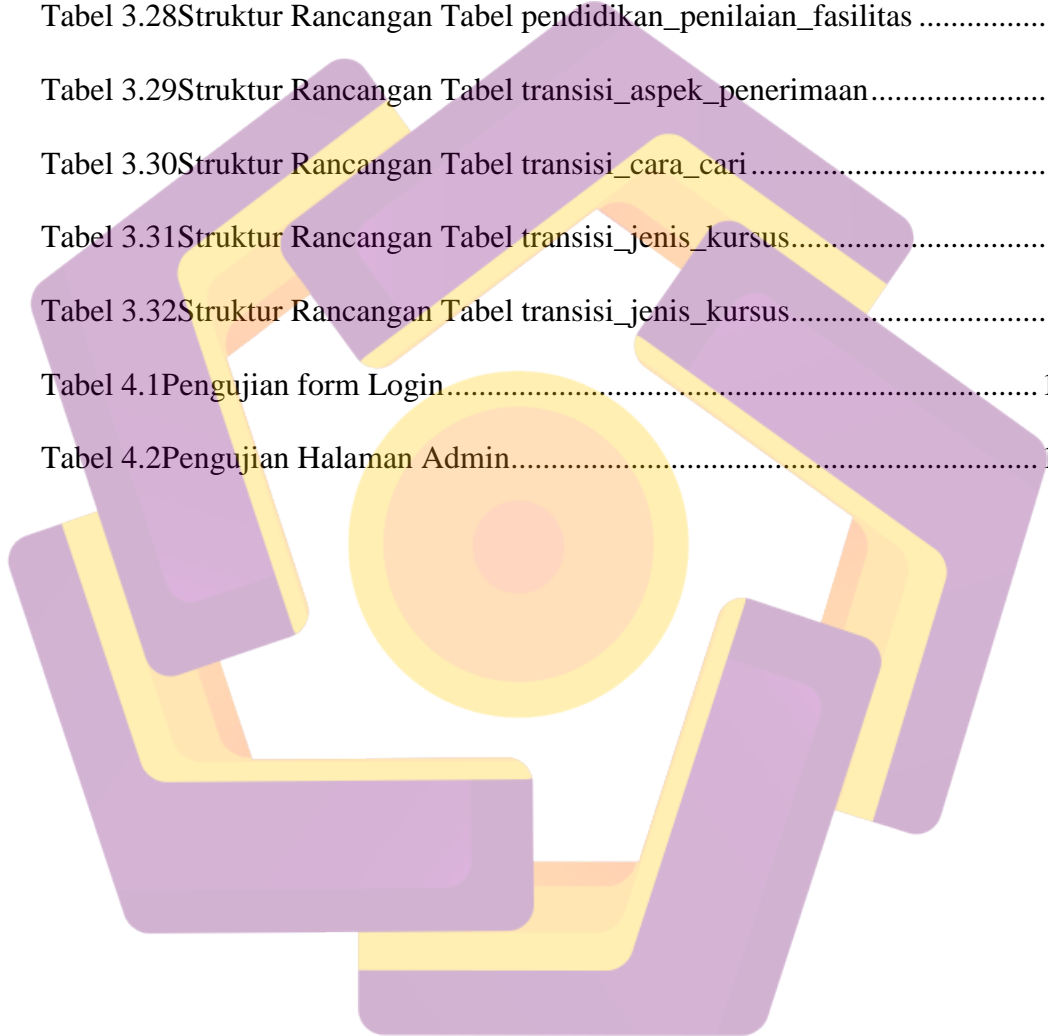 Tabel 3.28Struktur Rancangan Tabel pendidikan_penilaian_fasilitas ...............
Tabel 3.29Struktur Rancangan Tabel transisi_aspek_penerimaan......................
Tabel 3.30Struktur Rancangan Tabel transisi_cara_cari.....................................
Tabel 3.31Struktur Rancangan Tabel transisi_jenis_kursus................................
Tabel 3.32Struktur Rancangan Tabel transisi_jenis_kursus................................
Tabel 4.1Pengujian form Login.........................................................................
Tabel 4.2Pengujian Halaman Admin.................................................................